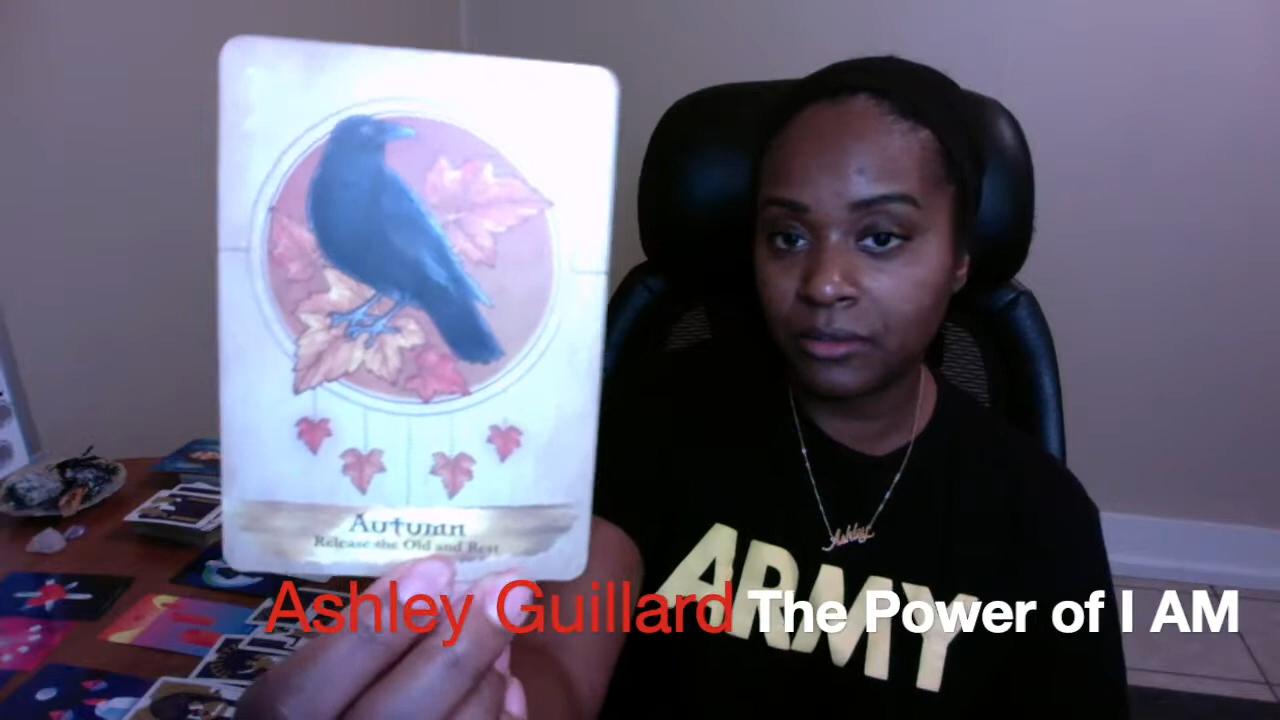 Autumn
Release the Old and Rest
Ashley
ARMY
Ashley Guillard The Power of I AM